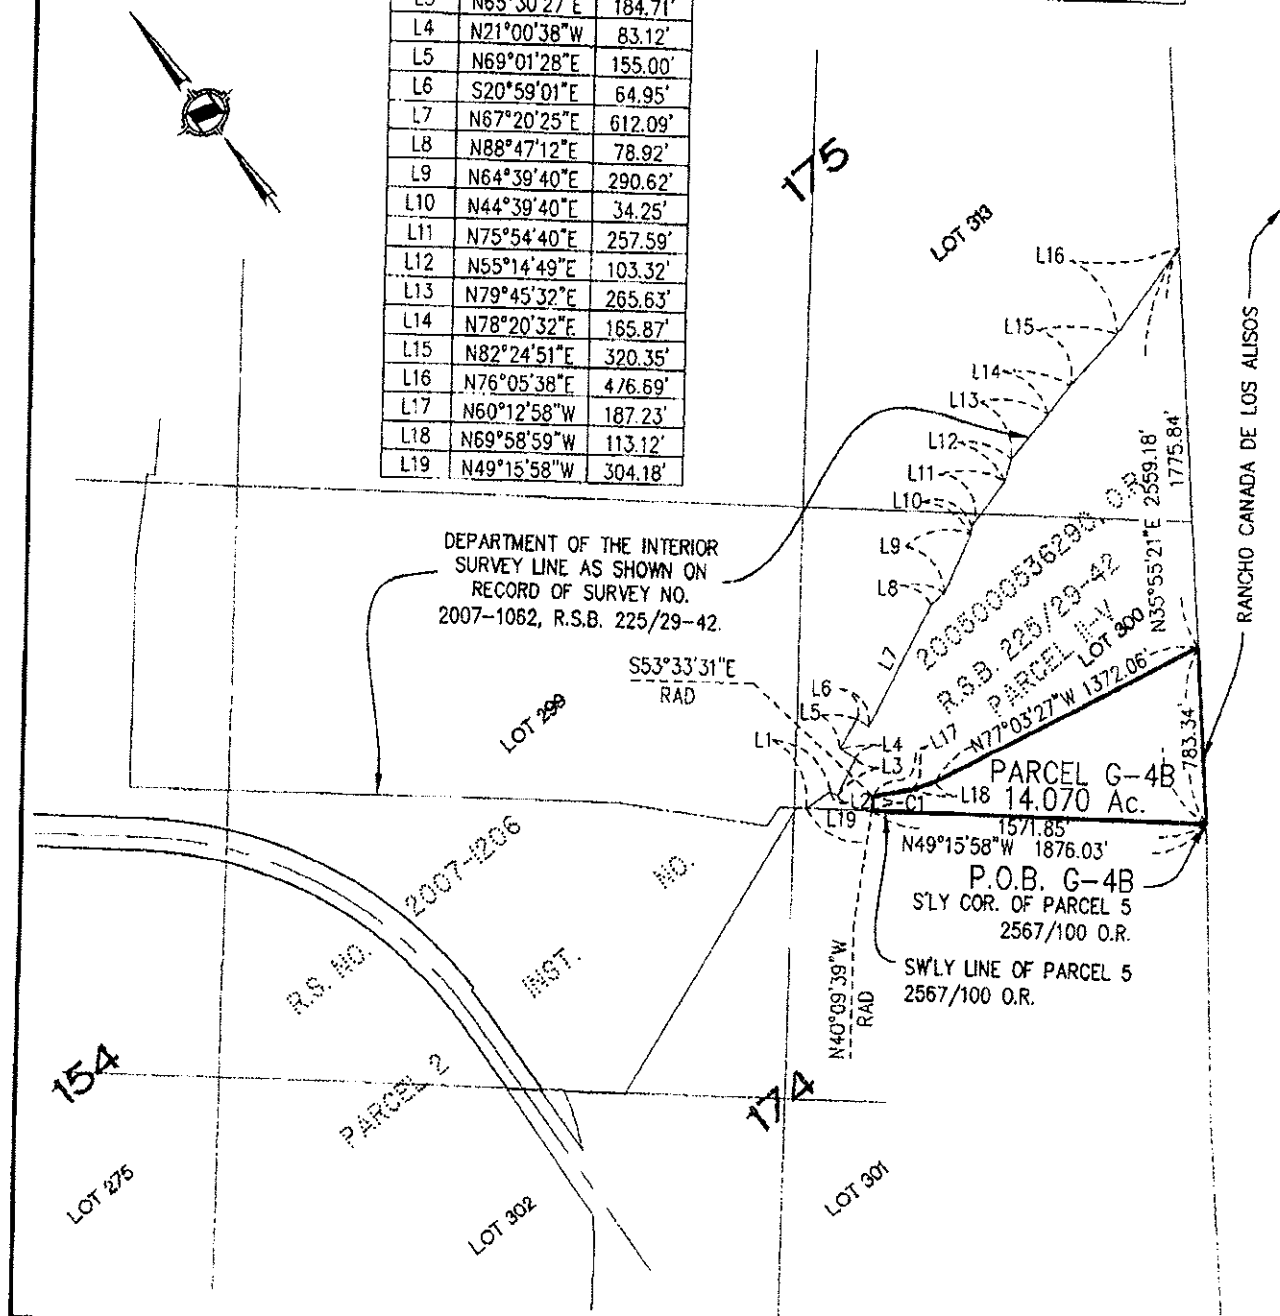 L3 N65°30'27"E 184.71'
L4 N21°00'38"W 83.12'
L5 N69°01'28"E 155.00'
L6 S20°59'01"E 64.95'
L7 N67°20'25"E 612.09'
L8 N88°47'12"E 78.92'
L9 N64°39'40"E 290.62'
L10 N44°39'40"E 34.25'
L11 N75°54'40"E 257.59'
L12 N55°14'49"E 103.32'
L13 N79°45'32"E 265.63'
L14 N78°20'32"E 165.87'
L15 N82°24'51"E 320.35'
L16 N76°05'38"E 476.69'
L17 N60°12'58"W 187.23'
L18 N69°58'59"W 113.12'
L19 N49°15'58"W 304.18'
175
LOT 313
L16
L15
L14
L13
L12
L11
L10
L9
L8
L7
L6
L5
L4
L3
L1
L2
L19
C1
L17
L18
DEPARTMENT OF THE INTERIOR
SURVEY LINE AS SHOWN ON
RECORD OF SURVEY NO.
2007-1062, R.S.B. 225/29-42.
S53°33'31"E
RAD
LOT 299
2005000536290, O.R.
R.S.B. 225/29-42
PARCEL II-V
LOT 300
N35°55'21"E 2559.18'
1775.84'
RANCHO CANADA DE LOS ALISOS
N77°03'27"W 1372.06'
783.34'
PARCEL G-4B
14.070 Ac.
1571.85'
N49°15'58"W 1876.03'
P.O.B. G-4B
S'LY COR. OF PARCEL 5
2567/100 O.R.
SW'LY LINE OF PARCEL 5
2567/100 O.R.
N40°09'39"W
RAD
R.S. NO. 2007-1206
INST. NO.
154
PARCEL 2
174
LOT 275
LOT 302
LOT 301